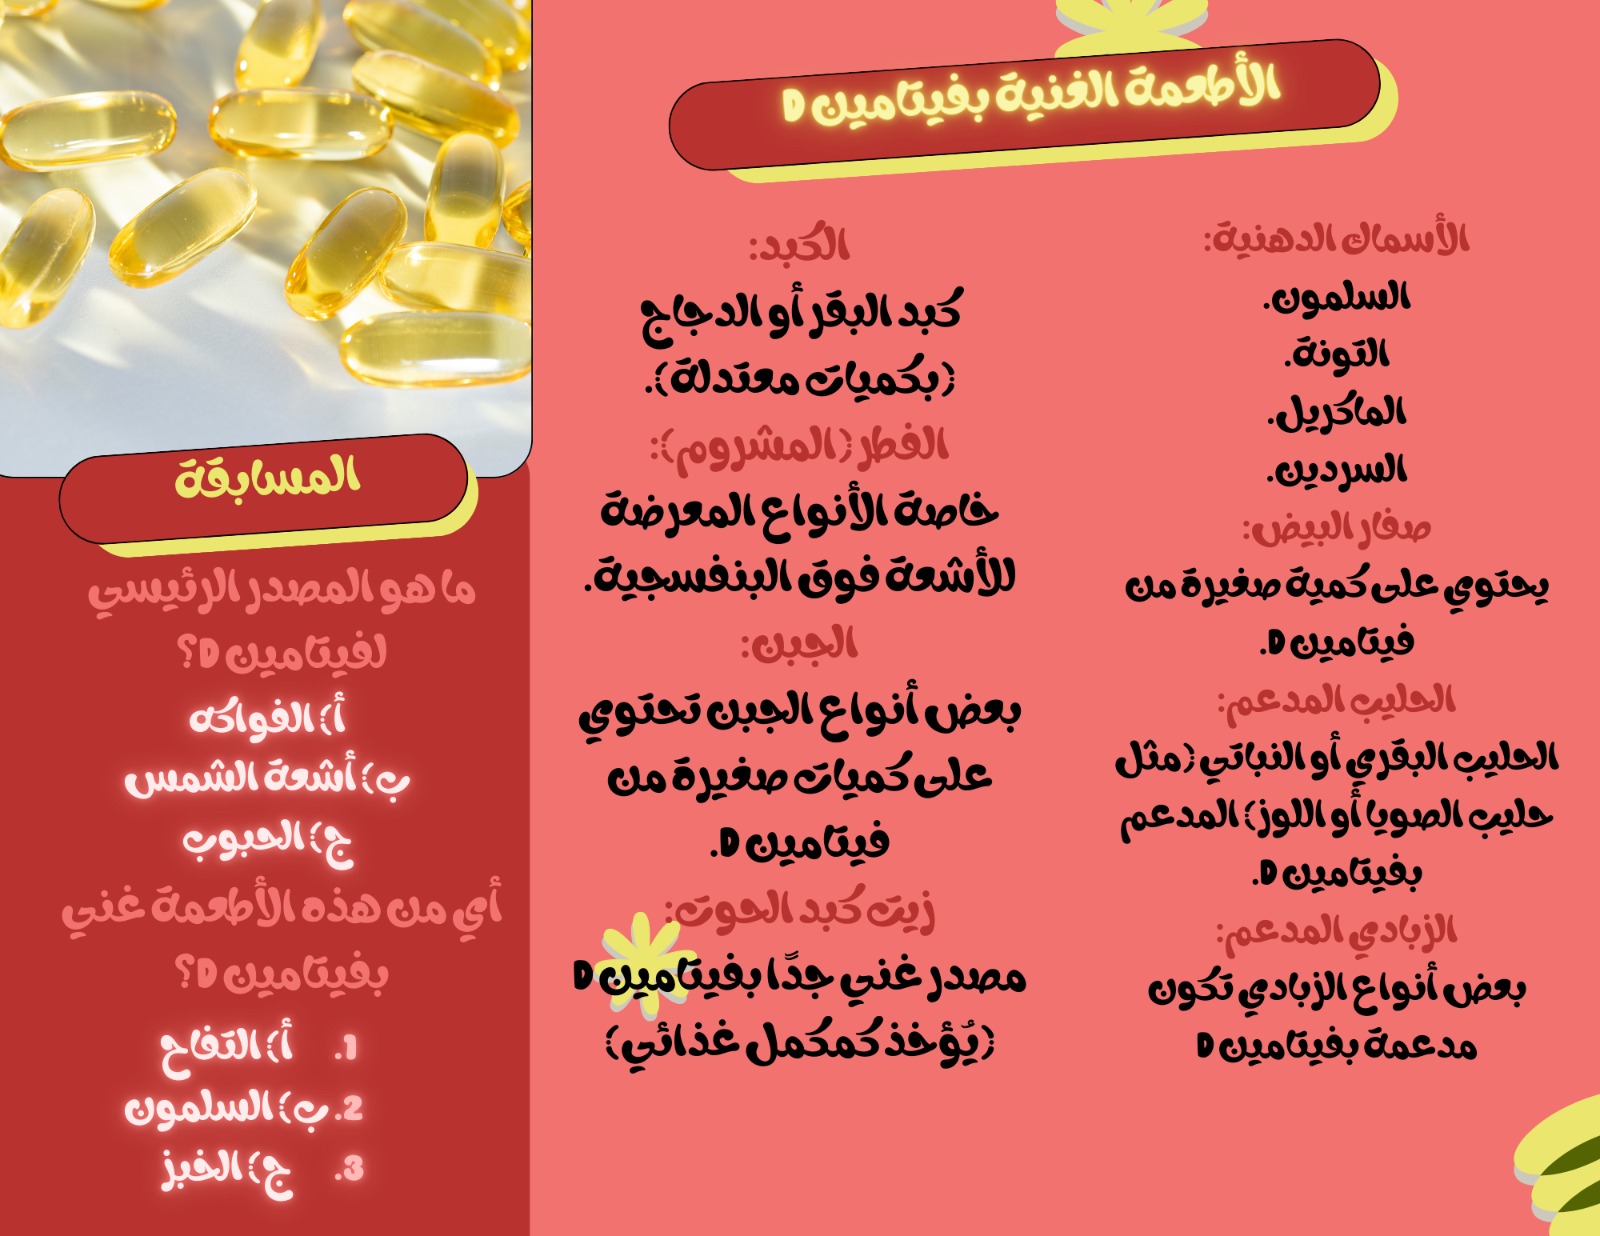 الأطعمة الغنية بفيتامين D
الأسماك الدهنية:
السلمون.
التونة.
الماكريل.
السردين.
صفار البيض:
يحتوي على كمية صغيرة من
فيتامين D.
الحليب المدعم:
الحليب البقري أو النباتي (مثل
حليب الصويا أو اللوز) المدعم
بفيتامين D.
الزبادي المدعم:
بعض أنواع الزبادي تكون
مدعمة بفيتامين D
الكبد:
كبد البقر أو الدجاج
(بكميات معتدلة).
الفطر (المشروم):
خاصة الأنواع المعرضة
للأشعة فوق البنفسجية.
الجبن:
بعض أنواع الجبن تحتوي
على كميات صغيرة من
فيتامين D.
زيت كبد الحوت:
مصدر غني جدًا بفيتامين D
(يُؤخذ كمكمل غذائي)
المسابقة
ما هو المصدر الرئيسي
لفيتامين D؟
أ) الفواكه
ب) أشعة الشمس
ج) الحبوب
أي من هذه الأطعمة غني
بفيتامين D؟
1. أ) التفاح
2. ب) السلمون
3. ج) الخبز